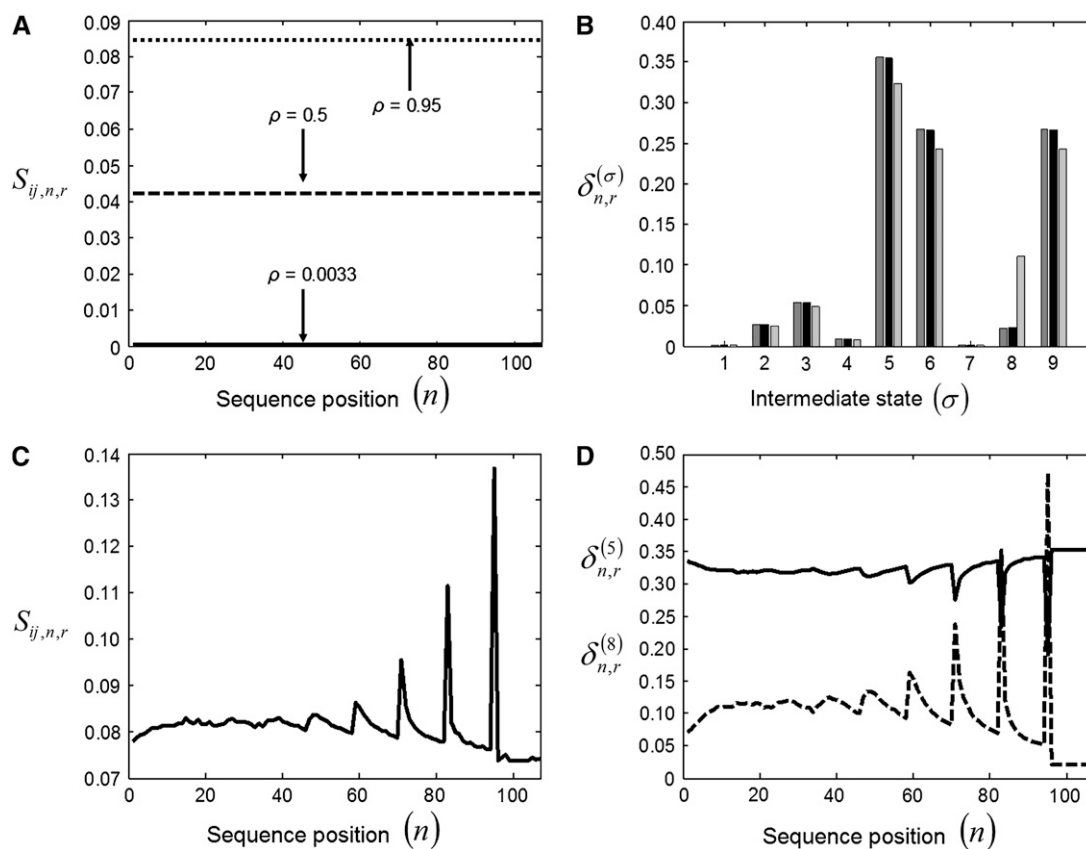 A
0.09
0.08
0.07
0.06
0.05
0.04
0.03
0.02
0.01
0
S_{ij,n,r}
ρ = 0.95
ρ = 0.5
ρ = 0.0033
0 20 40 60 80 100
Sequence position (n)
B
0.40
0.35
0.30
0.25
0.20
0.15
0.10
0.05
0
δ_{n,r}^{(σ)}
1 2 3 4 5 6 7 8 9
Intermediate state (σ)
C
0.14
0.13
0.12
0.11
0.10
0.09
0.08
0.07
S_{ij,n,r}
0 20 40 60 80 100
Sequence position (n)
D
0.50
0.45
0.40
0.35
0.30
0.25
0.20
0.15
0.10
0.05
0
δ_{n,r}^{(5)}
δ_{n,r}^{(8)}
0 20 40 60 80 100
Sequence position (n)